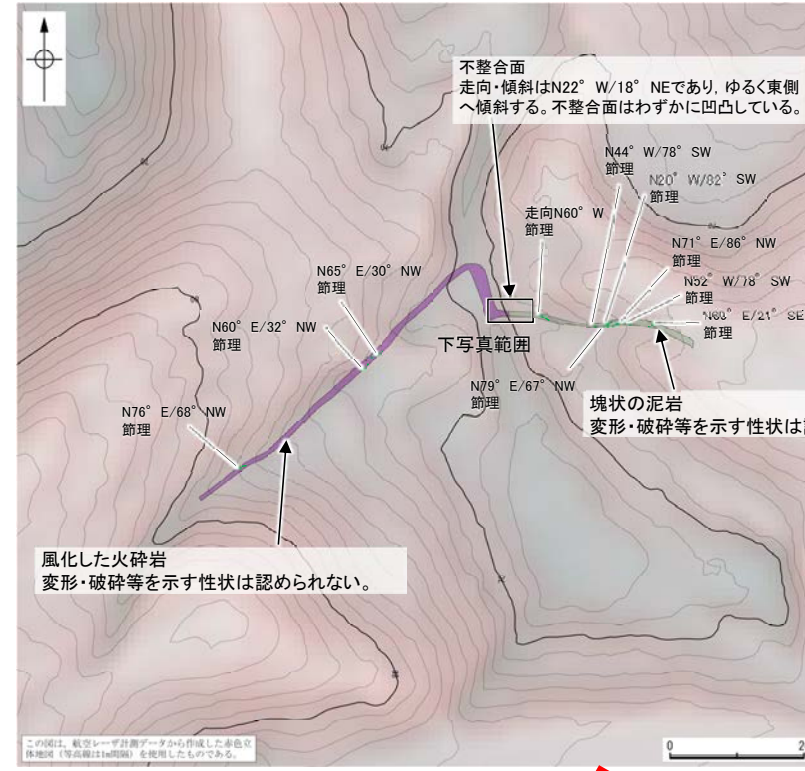 不整合面
走向・傾斜はN22° W/18° NEであり，ゆるく東側
へ傾斜する。不整合面はわずかに凹凸している。
N44° W/78° SW
節理
N20° W/82° SW
節理
走向N60° W
節理
N71° E/86° NW
節理
N65° E/30° NW
節理
N52° W/78° SW
節理
N60° E/21° SE
N60° E/32° NW
節理
下写真範囲
N79° E/67° NW
節理
N76° E/68° NW
節理
塊状の泥岩
変形・破砕等を示す性状は
風化した火砕岩
変形・破砕等を示す性状は認められない。
この図は，航空レーザ計測データから作成した赤色立
体地図（等高線は1m間隔）を使用したものである。
0
2